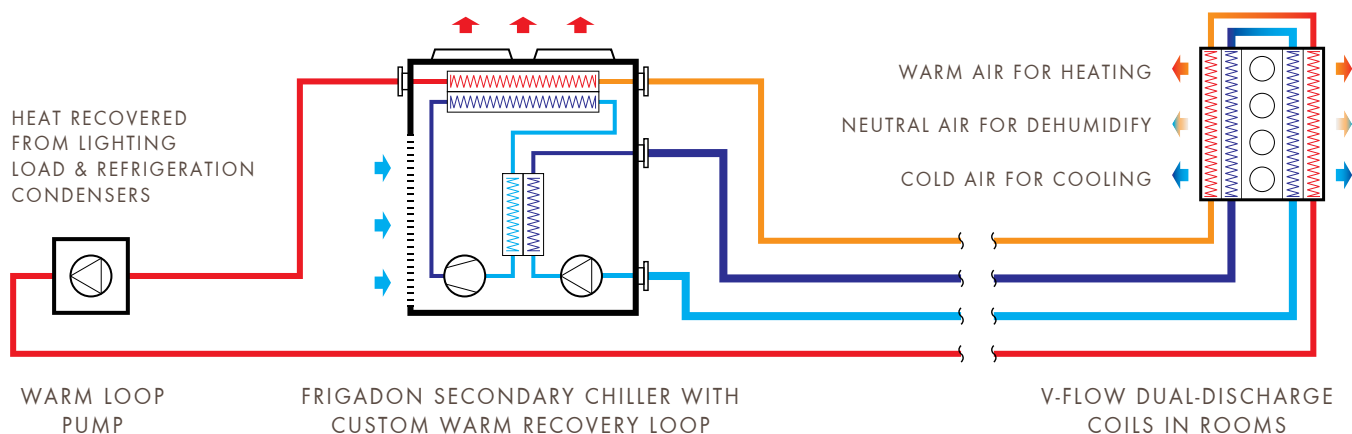 HEAT RECOVERED
FROM LIGHTING
LOAD & REFRIGERATION
CONDENSERS
WARM AIR FOR HEATING
NEUTRAL AIR FOR DEHUMIDIFY
COLD AIR FOR COOLING
WARM LOOP
PUMP
FRIGADON SECONDARY CHILLER WITH
CUSTOM WARM RECOVERY LOOP
V-FLOW DUAL-DISCHARGE
COILS IN ROOMS